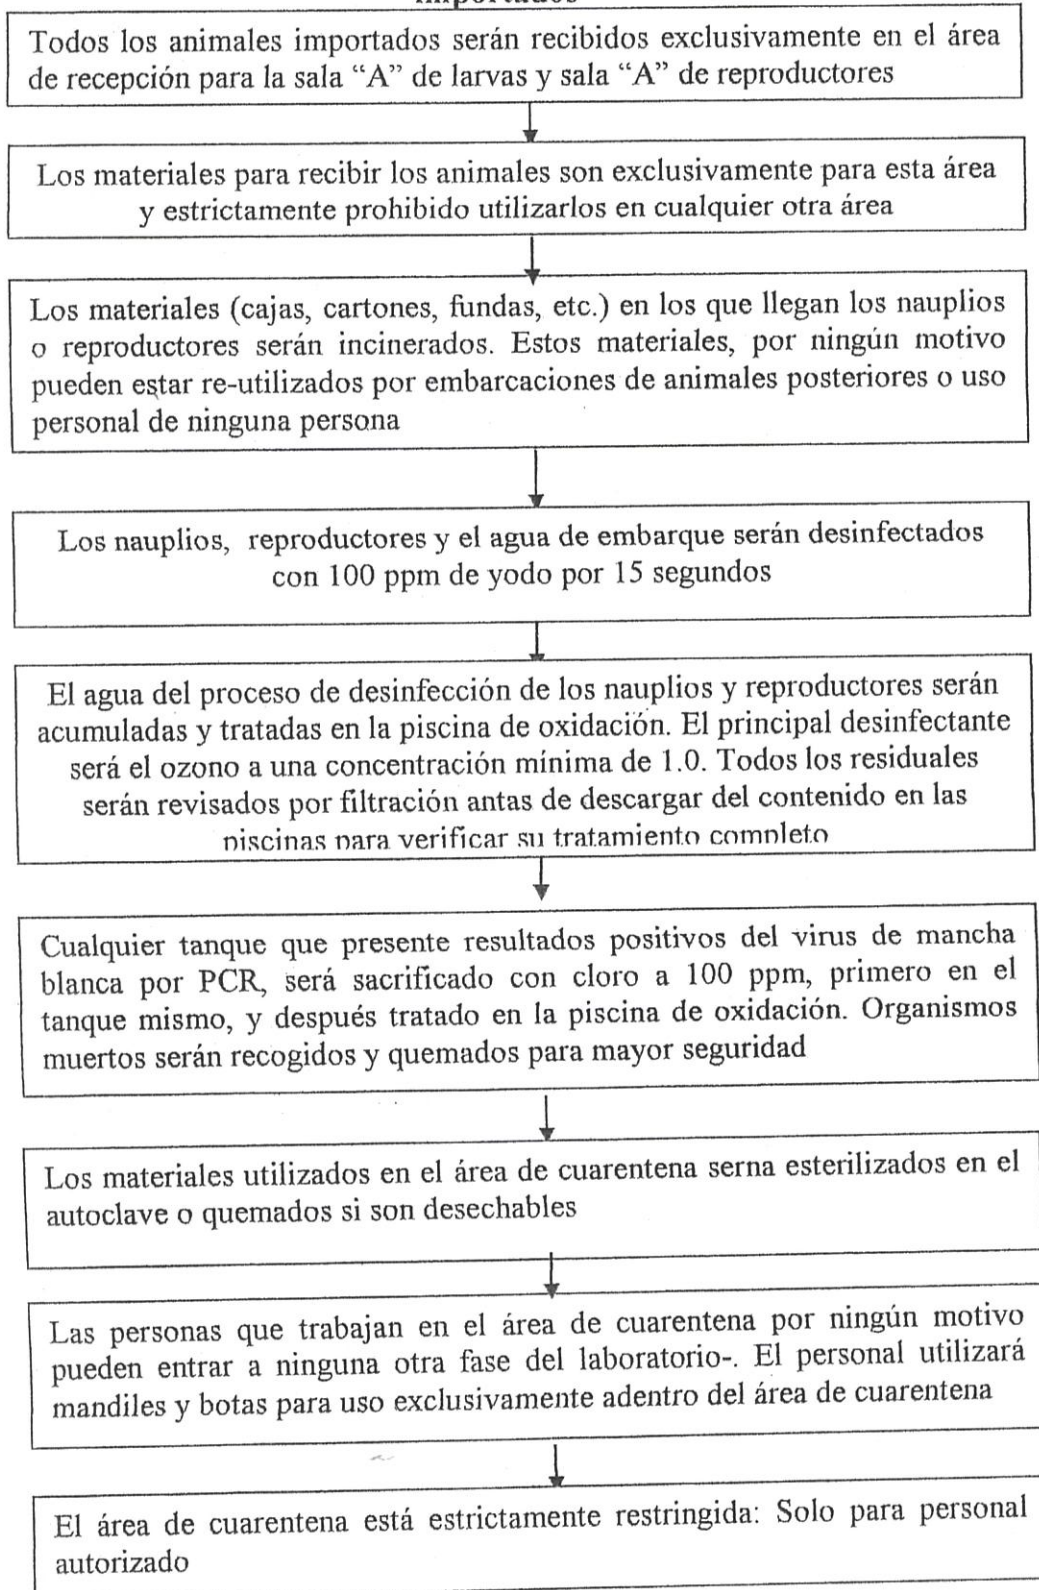 Todos los animales importados serán recibidos exclusivamente en el área
de recepción para la sala “A” de larvas y sala “A” de reproductores
Los materiales para recibir los animales son exclusivamente para esta área
y estrictamente prohibido utilizarlos en cualquier otra área
Los materiales (cajas, cartones, fundas, etc.) en los que llegan los nauplios
o reproductores serán incinerados. Estos materiales, por ningún motivo
pueden estar re-utilizados por embarcaciones de animales posteriores o uso
personal de ninguna persona
Los nauplios, reproductores y el agua de embarque serán desinfectados
con 100 ppm de yodo por 15 segundos
El agua del proceso de desinfección de los nauplios y reproductores serán
acumuladas y tratadas en la piscina de oxidación. El principal desinfectante
será el ozono a una concentración mínima de 1.0. Todos los residuales
serán revisados por filtración antas de descargar del contenido en las
piscinas para verificar su tratamiento completo
Cualquier tanque que presente resultados positivos del virus de mancha
blanca por PCR, será sacrificado con cloro a 100 ppm, primero en el
tanque mismo, y después tratado en la piscina de oxidación. Organismos
muertos serán recogidos y quemados para mayor seguridad
Los materiales utilizados en el área de cuarentena serna esterilizados en el
autoclave o quemados si son desechables
Las personas que trabajan en el área de cuarentena por ningún motivo
pueden entrar a ninguna otra fase del laboratorio-. El personal utilizará
mandiles y botas para uso exclusivamente adentro del área de cuarentena
El área de cuarentena está estrictamente restringida: Solo para personal
autorizado